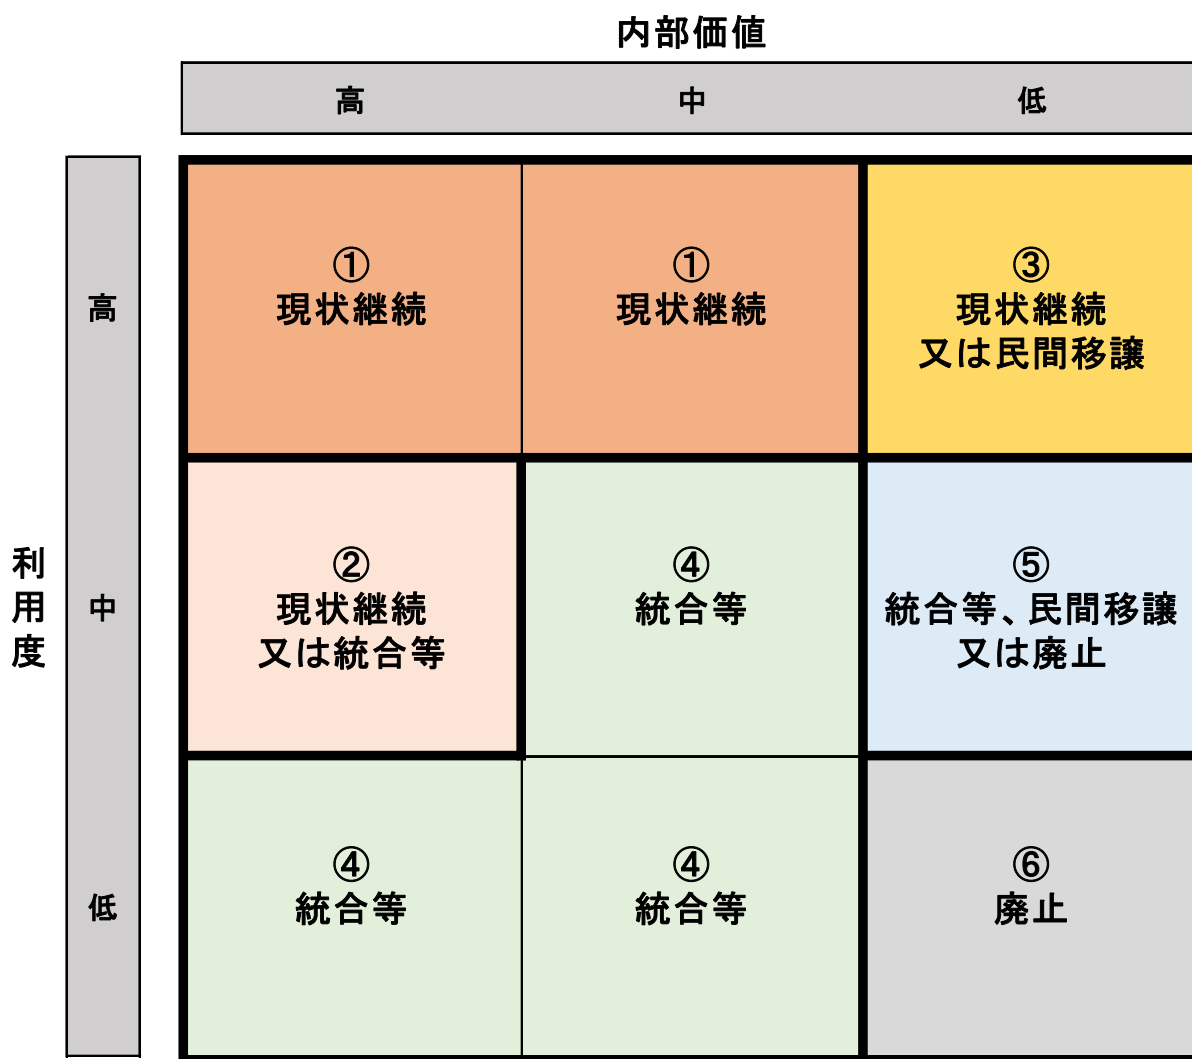 内部価値
高
中
低
利用度
高
①
現状継続
①
現状継続
③
現状継続
又は民間移譲
中
②
現状継続
又は統合等
④
統合等
⑤
統合等、民間移譲
又は廃止
低
④
統合等
④
統合等
⑥
廃止